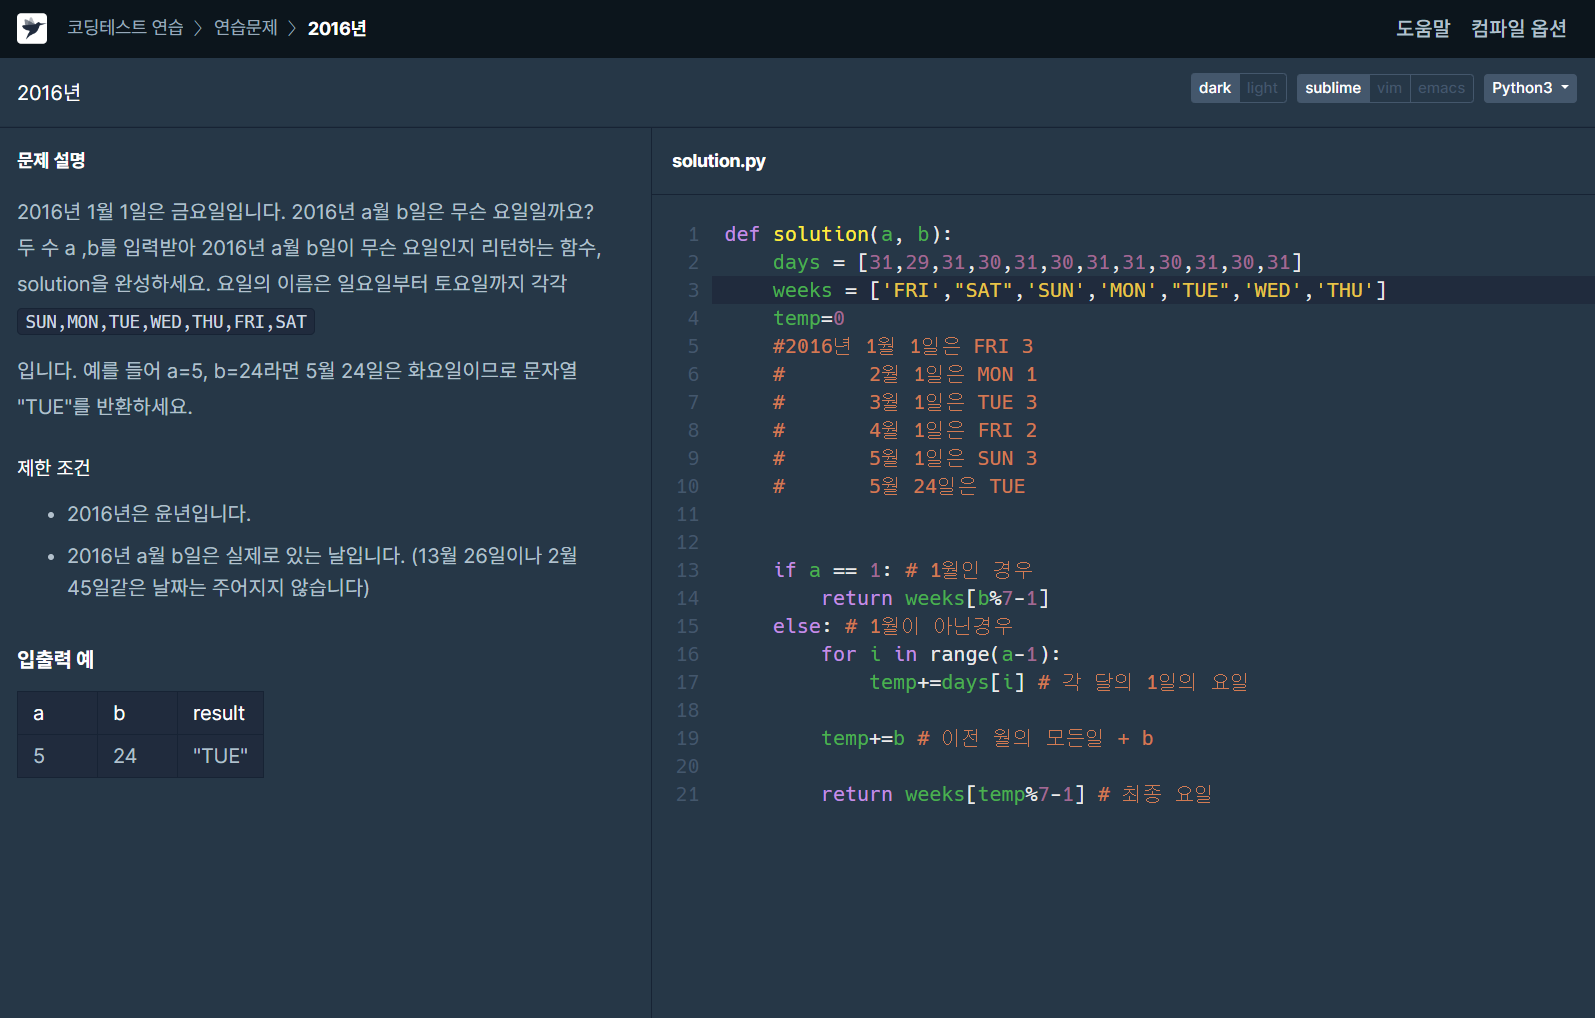 코딩테스트 연습 > 연습문제 > 2016년
도움말 컴파일 옵션
2016년
dark light sublime vim emacs Python3
문제 설명
2016년 1월 1일은 금요일입니다. 2016년 a월 b일은 무슨 요일일까요?
두 수 a ,b를 입력받아 2016년 a월 b일이 무슨 요일인지 리턴하는 함수,
solution을 완성하세요. 요일의 이름은 일요일부터 토요일까지 각각
SUN,MON,TUE,WED,THU,FRI,SAT
입니다. 예를 들어 a=5, b=24라면 5월 24일은 화요일이므로 문자열
"TUE"를 반환하세요.
제한 조건
• 2016년은 윤년입니다.
• 2016년 a월 b일은 실제로 있는 날입니다. (13월 26일이나 2월
45일같은 날짜는 주어지지 않습니다)
입출력 예
a b result
5 24 "TUE"
solution.py
1 def solution(a, b):
2     days = [31,29,31,30,31,30,31,31,30,31,30,31]
3     weeks = ['FRI',"SAT",'SUN','MON',"TUE",'WED','THU']
4     temp=0
5     #2016년 1월 1일은 FRI 3
6     #       2월 1일은 MON 1
7     #       3월 1일은 TUE 3
8     #       4월 1일은 FRI 2
9     #       5월 1일은 SUN 3
10     #       5월 24일은 TUE
11
12
13     if a == 1: # 1월인 경우
14         return weeks[b%7-1]
15     else: # 1월이 아닌경우
16         for i in range(a-1):
17             temp+=days[i] # 각 달의 1일의 요일
18
19         temp+=b # 이전 월의 모든일 + b
20
21         return weeks[temp%7-1] # 최종 요일